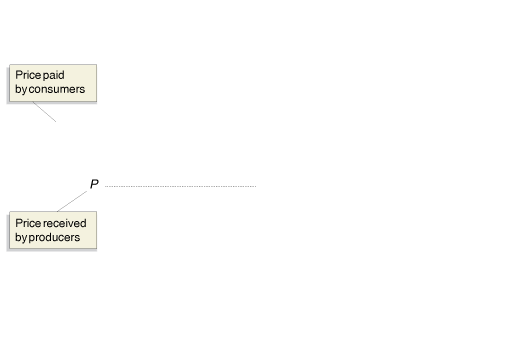 Price paid
by consumers
P
Price received
by producers